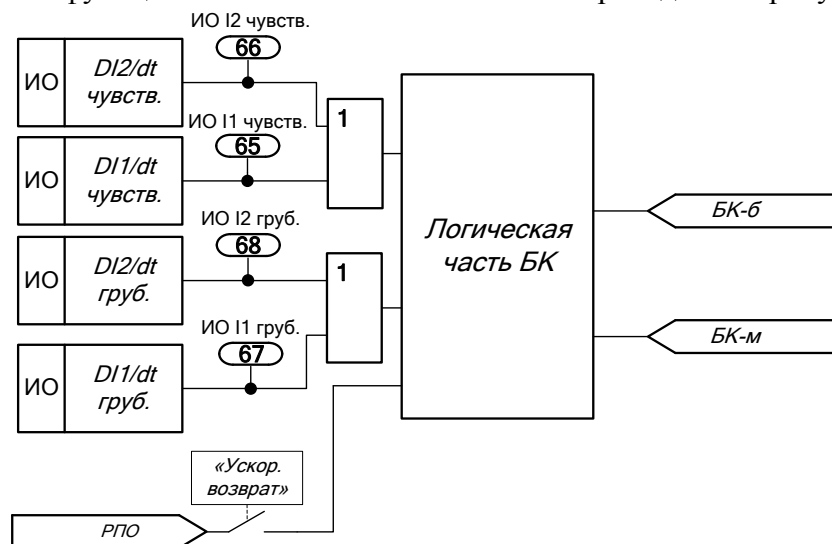 ИО I2 чувств.
66
ИО
DI2/dt
чувств.
1
ИО I1 чувств.
65
ИО
DI1/dt
чувств.
ИО I2 груб.
68
ИО
DI2/dt
груб.
1
ИО I1 груб.
67
ИО
DI1/dt
груб.
Логическая
часть БК
БК-б
БК-м
«Ускор.
возврат»
РПО